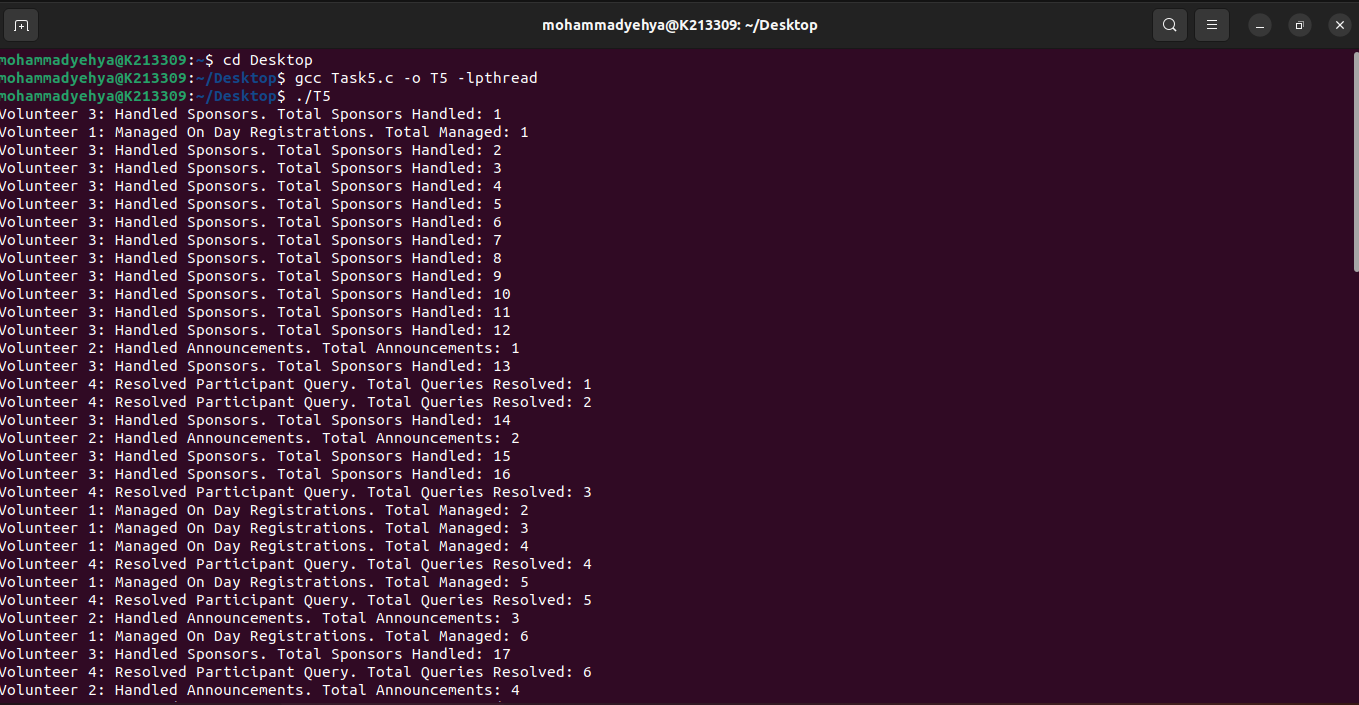 mohammadyehya@K213309: ~/Desktop
mohammadyehya@K213309:~$ cd Desktop
mohammadyehya@K213309:~/Desktop$ gcc Task5.c -o T5 -lpthread
mohammadyehya@K213309:~/Desktop$ ./T5
Volunteer 3: Handled Sponsors. Total Sponsors Handled: 1
Volunteer 1: Managed On Day Registrations. Total Managed: 1
Volunteer 3: Handled Sponsors. Total Sponsors Handled: 2
Volunteer 3: Handled Sponsors. Total Sponsors Handled: 3
Volunteer 3: Handled Sponsors. Total Sponsors Handled: 4
Volunteer 3: Handled Sponsors. Total Sponsors Handled: 5
Volunteer 3: Handled Sponsors. Total Sponsors Handled: 6
Volunteer 3: Handled Sponsors. Total Sponsors Handled: 7
Volunteer 3: Handled Sponsors. Total Sponsors Handled: 8
Volunteer 3: Handled Sponsors. Total Sponsors Handled: 9
Volunteer 3: Handled Sponsors. Total Sponsors Handled: 10
Volunteer 3: Handled Sponsors. Total Sponsors Handled: 11
Volunteer 3: Handled Sponsors. Total Sponsors Handled: 12
Volunteer 2: Handled Announcements. Total Announcements: 1
Volunteer 3: Handled Sponsors. Total Sponsors Handled: 13
Volunteer 4: Resolved Participant Query. Total Queries Resolved: 1
Volunteer 4: Resolved Participant Query. Total Queries Resolved: 2
Volunteer 3: Handled Sponsors. Total Sponsors Handled: 14
Volunteer 2: Handled Announcements. Total Announcements: 2
Volunteer 3: Handled Sponsors. Total Sponsors Handled: 15
Volunteer 3: Handled Sponsors. Total Sponsors Handled: 16
Volunteer 4: Resolved Participant Query. Total Queries Resolved: 3
Volunteer 1: Managed On Day Registrations. Total Managed: 2
Volunteer 1: Managed On Day Registrations. Total Managed: 3
Volunteer 1: Managed On Day Registrations. Total Managed: 4
Volunteer 4: Resolved Participant Query. Total Queries Resolved: 4
Volunteer 1: Managed On Day Registrations. Total Managed: 5
Volunteer 4: Resolved Participant Query. Total Queries Resolved: 5
Volunteer 2: Handled Announcements. Total Announcements: 3
Volunteer 1: Managed On Day Registrations. Total Managed: 6
Volunteer 3: Handled Sponsors. Total Sponsors Handled: 17
Volunteer 4: Resolved Participant Query. Total Queries Resolved: 6
Volunteer 2: Handled Announcements. Total Announcements: 4